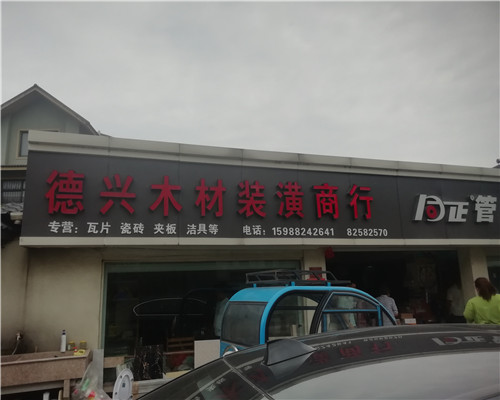 德兴木材装潢商行
专营：瓦片 瓷砖 夹板 洁具等 电话：15988242641 82582570
正管